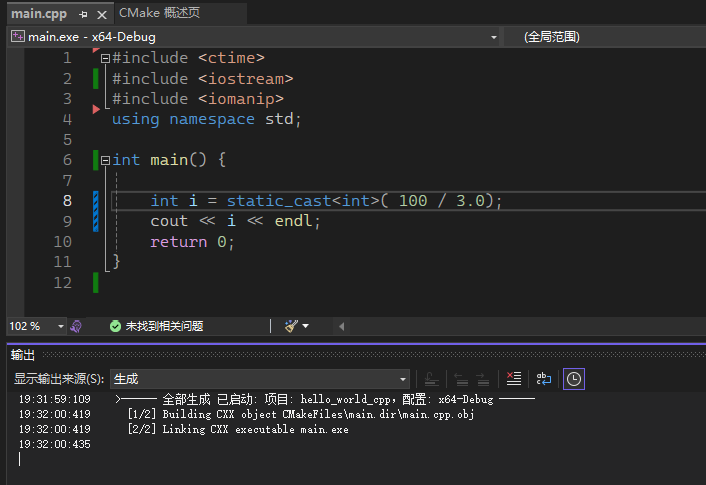 main.cpp
CMake 概述页
main.exe - x64-Debug
(全局范围)
1 #include <ctime>
2 #include <iostream>
3 #include <iomanip>
4 using namespace std;
5
6 int main() {
7
8 int i = static_cast<int>( 100 / 3.0);
9 cout << i << endl;
10 return 0;
11 }
12
102 %
未找到相关问题
输出
显示输出来源(S): 生成
19:31:59:109 >------ 全部生成 已启动: 项目: hello_world_cpp, 配置: x64-Debug ------
19:32:00:419 [1/2] Building CXX object CMakeFiles\main.dir\main.cpp.obj
19:32:00:419 [2/2] Linking CXX executable main.exe
19:32:00:435